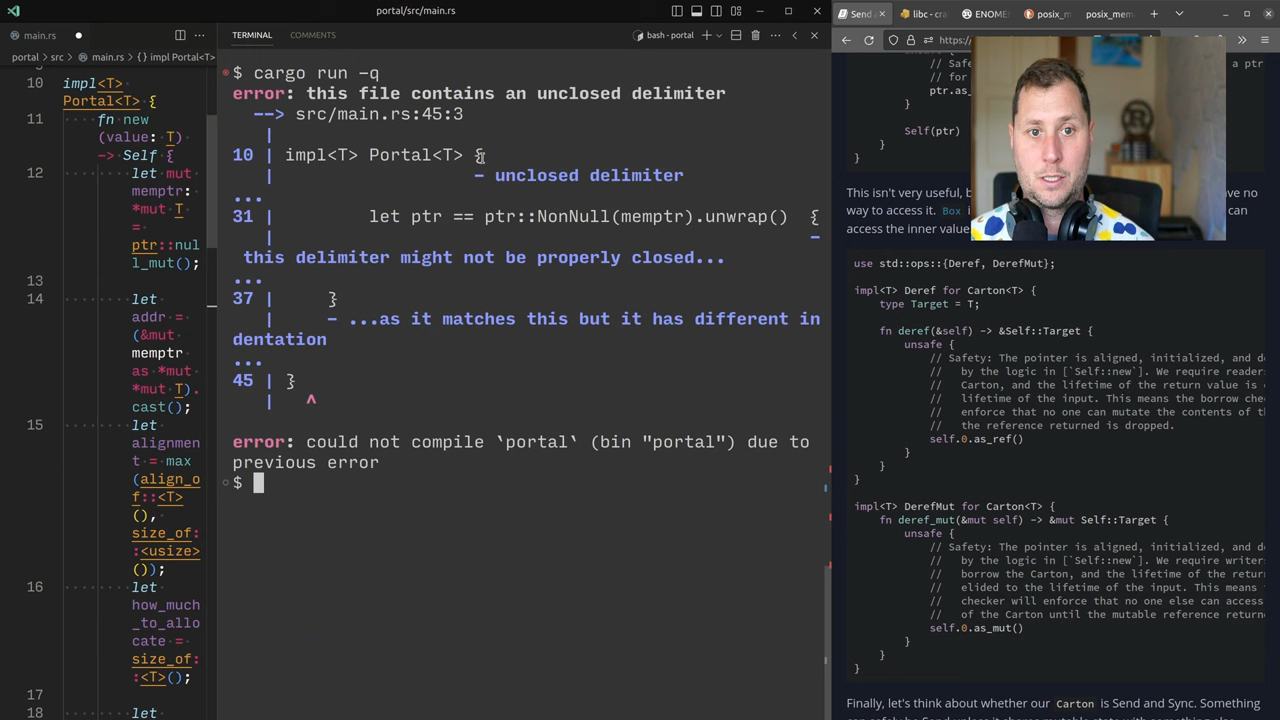 portal/src/main.rs
main.rs
portal > src > main.rs > {} impl Portal<T>
10 impl<T>
Portal<T> {
11 fn new
(value: T)
-> Self {
12 let mut
memptr:
*mut T
=
ptr::nul
l_mut();
13
14 let
addr =
(&mut
memptr
as *mut
*mut T).
cast();
15 let
alignmen
t = max
(align_o
f::<T>
(),
size_of:
:<usize>
());
16 let
how_much
_to_allo
cate =
size_of:
:<T>();
17
18 let
TERMINAL COMMENTS
bash - portal
$ cargo run -q
error: this file contains an unclosed delimiter
--> src/main.rs:45:3
|
10 | impl<T> Portal<T> {
| - unclosed delimiter
...
31 | let ptr == ptr::NonNull(memptr).unwrap() {
| -
this delimiter might not be properly closed...
...
37 | }
| - ...as it matches this but it has different in
dentation
...
45 | }
| ^
error: could not compile `portal` (bin "portal") due to
previous error
$
Send a
libc - cra
ENOME
posix_m
posix_mem
https:/
// Safe
// for
ptr.as_
}
Self(ptr)
}
}
a ptr
This isn't very useful, b
ve no
way to access it. Box i
can
access the inner value
use std::ops::{Deref, DerefMut};
impl<T> Deref for Carton<T> {
type Target = T;
fn deref(&self) -> &Self::Target {
unsafe {
// Safety: The pointer is aligned, initialized, and de
// by the logic in [`Self::new`]. We require reader
// Carton, and the lifetime of the return value is e
// lifetime of the input. This means the borrow che
// enforce that no one can mutate the contents of t
// the reference returned is dropped.
self.0.as_ref()
}
}
}
impl<T> DerefMut for Carton<T> {
fn deref_mut(&mut self) -> &mut Self::Target {
unsafe {
// Safety: The pointer is aligned, initialized, and de
// by the logic in [`Self::new`]. We require writer
// borrow the Carton, and the lifetime of the retur
// elided to the lifetime of the input. This means
// checker will enforce that no one else can access
// of the Carton until the mutable reference return
self.0.as_mut()
}
}
}
Finally, let's think about whether our Carton is Send and Sync. Something